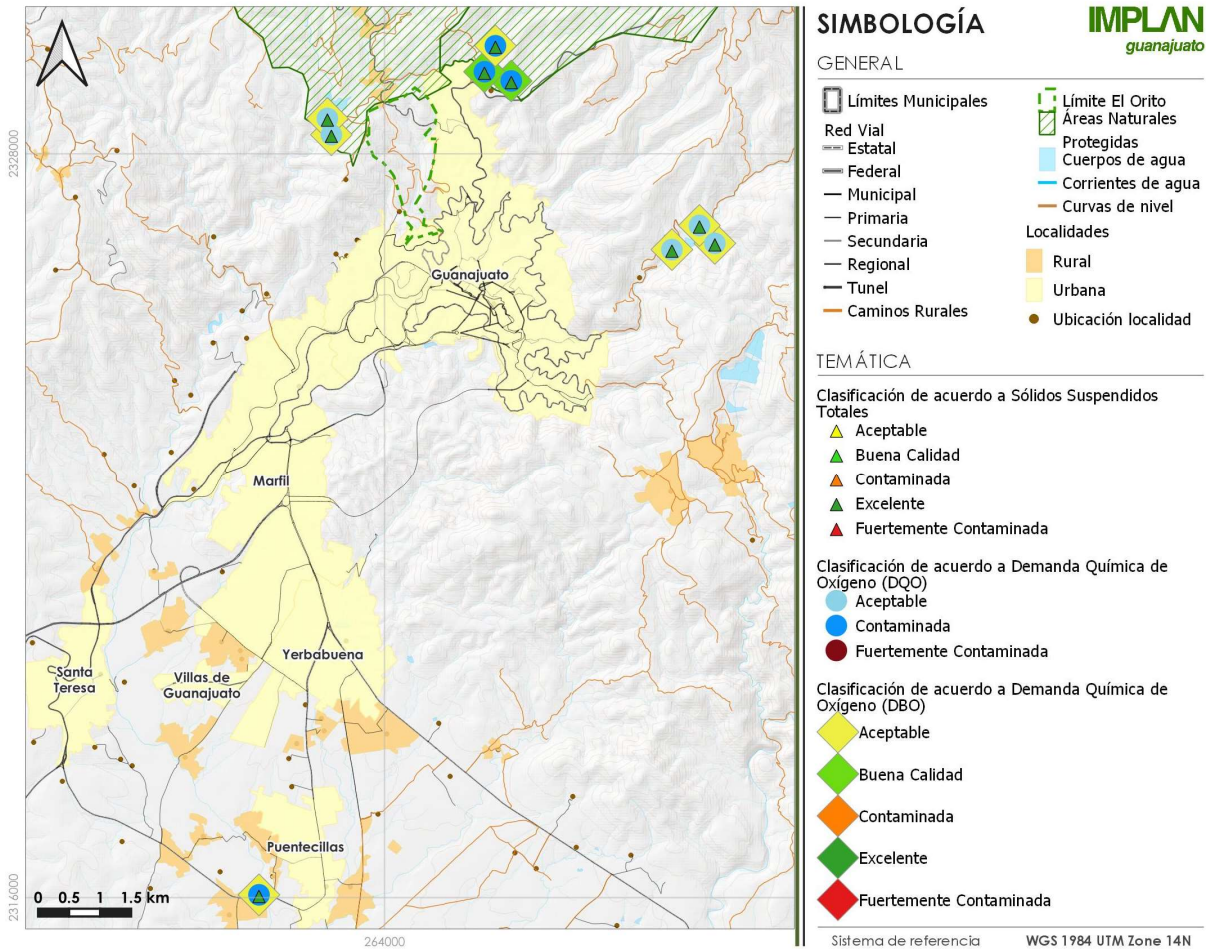 2328000
2316000
264000
Guanajuato
Marfil
Santa
Teresa
Villas de
Guanajuato
Yerbabuena
Puentecillas
0 0.5 1 1.5 km
SIMBOLOGÍA
IMPLAN
guanajuato
GENERAL
Límites Municipales
Red Vial
Estatal
Federal
Municipal
Primaria
Secundaria
Regional
Tunel
Caminos Rurales
Límite El Orito
Áreas Naturales
Protegidas
Cuerpos de agua
Corrientes de agua
Curvas de nivel
Localidades
Rural
Urbana
Ubicación localidad
TEMÁTICA
Clasificación de acuerdo a Sólidos Suspendidos
Totales
Aceptable
Buena Calidad
Contaminada
Excelente
Fuertemente Contaminada
Clasificación de acuerdo a Demanda Química de
Oxígeno (DQO)
Aceptable
Contaminada
Fuertemente Contaminada
Clasificación de acuerdo a Demanda Química de
Oxígeno (DBO)
Aceptable
Buena Calidad
Contaminada
Excelente
Fuertemente Contaminada
Sistema de referencia WGS 1984 UTM Zone 14N